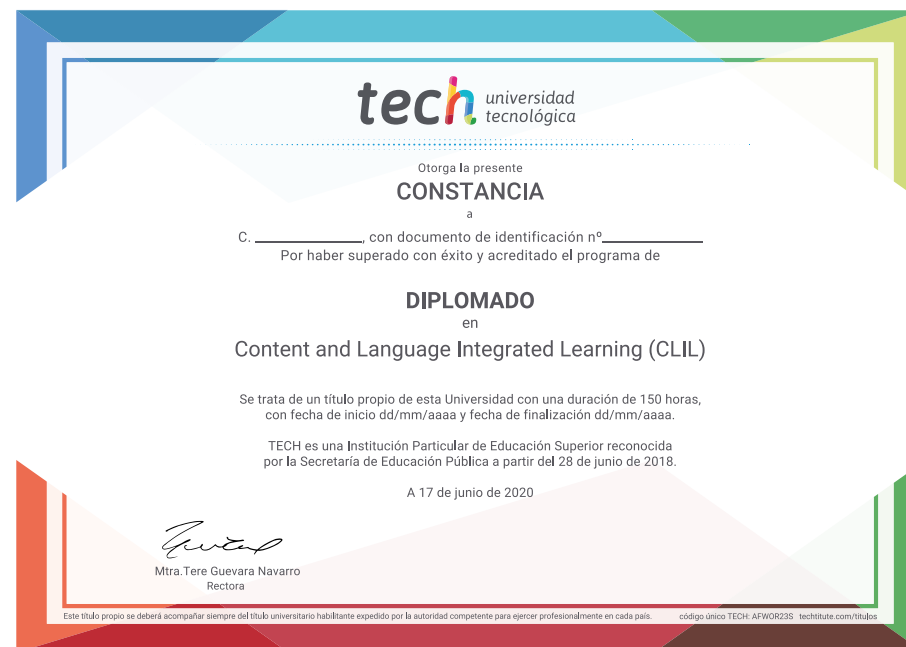 tech universidad
tecnológica
Otorga la presente
CONSTANCIA
a
C. ____________, con documento de identificación nº____________
Por haber superado con éxito y acreditado el programa de
DIPLOMADO
en
Content and Language Integrated Learning (CLIL)
Se trata de un título propio de esta Universidad con una duración de 150 horas,
con fecha de inicio dd/mm/aaaa y fecha de finalización dd/mm/aaaa.
TECH es una Institución Particular de Educación Superior reconocida
por la Secretaría de Educación Pública a partir del 28 de junio de 2018.
A 17 de junio de 2020
Mtra.Tere Guevara Navarro
Rectora
Este título propio se deberá acompañar siempre del título universitario habilitante expedido por la autoridad competente para ejercer profesionalmente en cada país. código único TECH: AFWOR23S techtitute.com/títulos